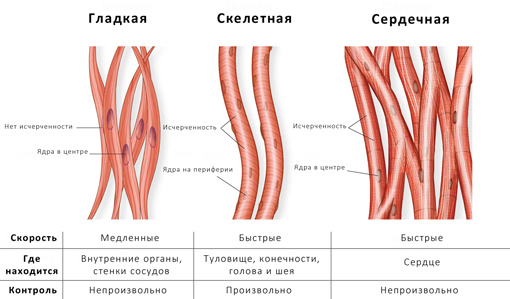 Гладкая
Скелетная
Сердечная
Нет исчерченности
Ядра в центре
Исчерченность
Ядра на периферии
Исчерченность
Ядра в центре
Скорость
Медленные
Быстрые
Быстрые
Где
находится
Внутренние органы,
стенки сосудов
Туловище, конечности,
голова и шея
Сердце
Контроль
Непроизвольно
Произвольно
Непроизвольно